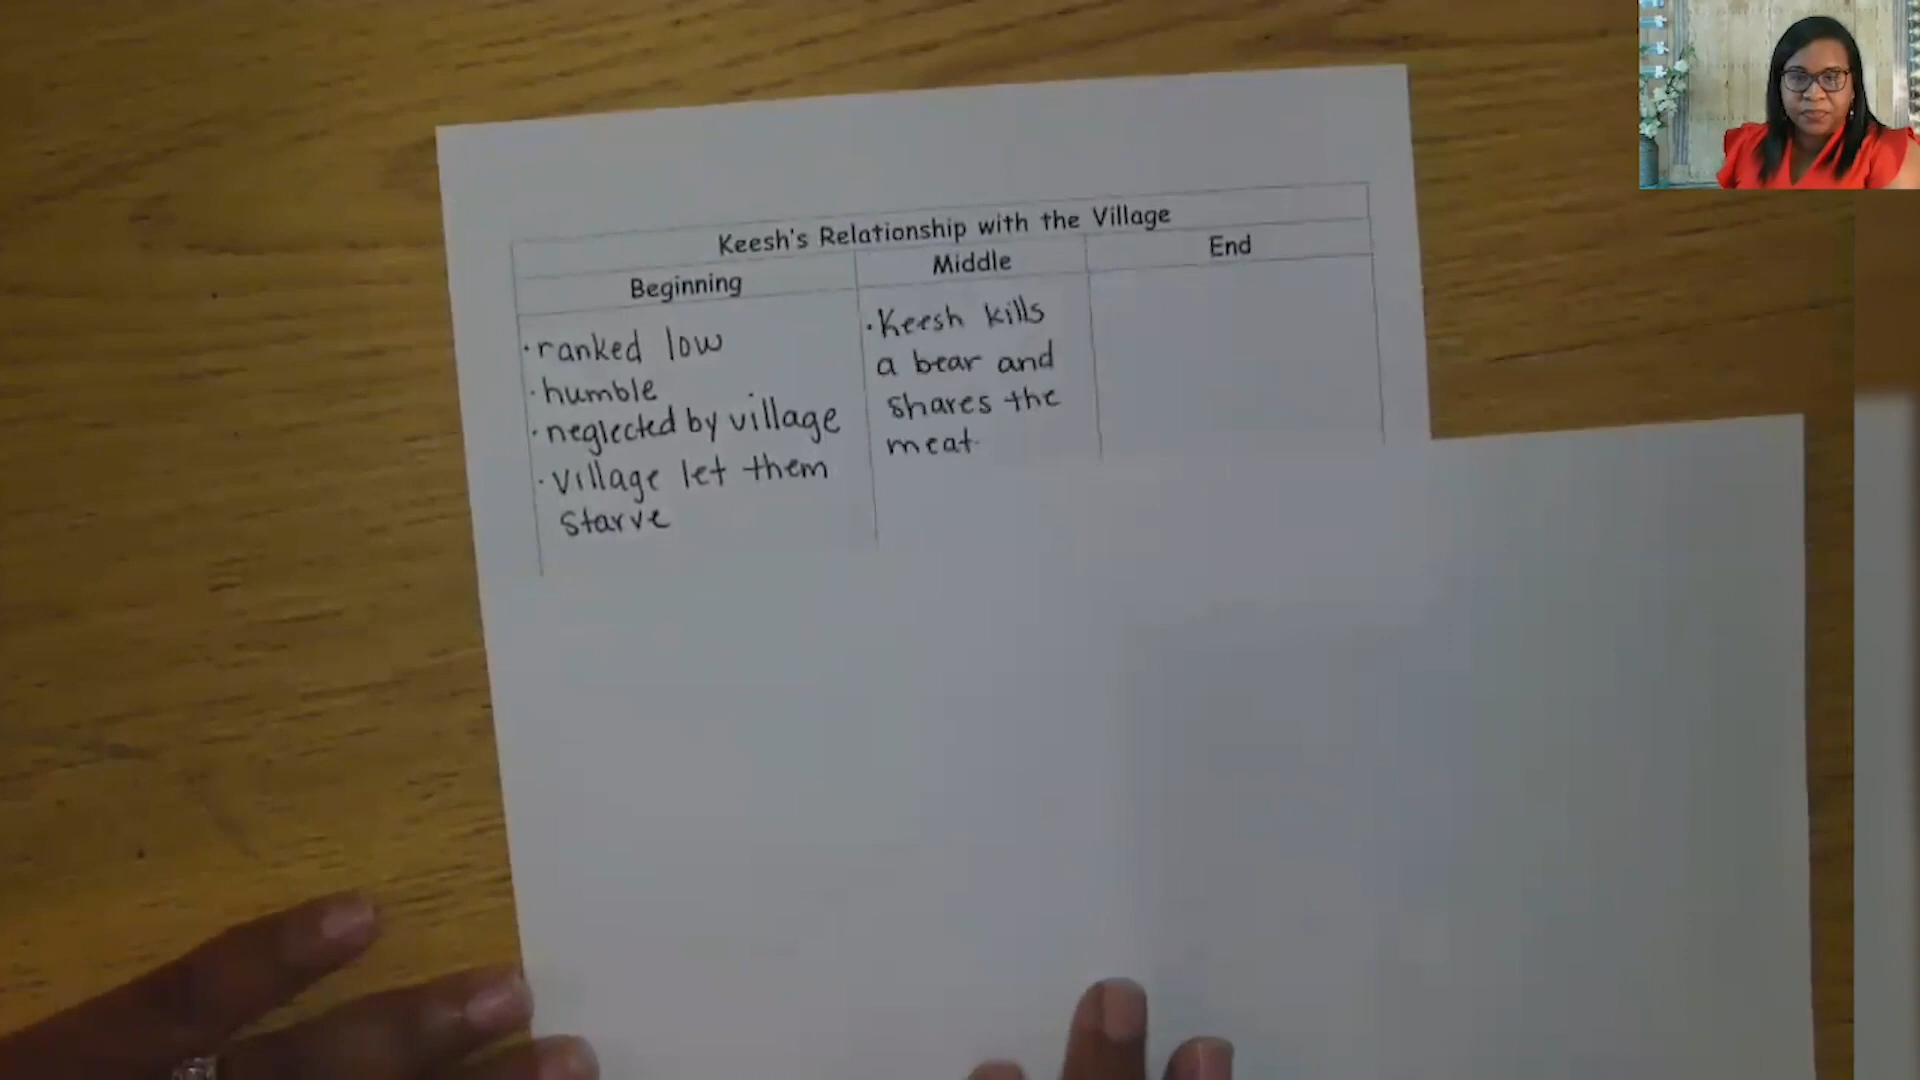 Keesh's Relationship with the Village
Beginning
Middle
End
· ranked low
· humble
· neglected by village
· village let them
starve
· Keesh kills
a bear and
shares the
meat.